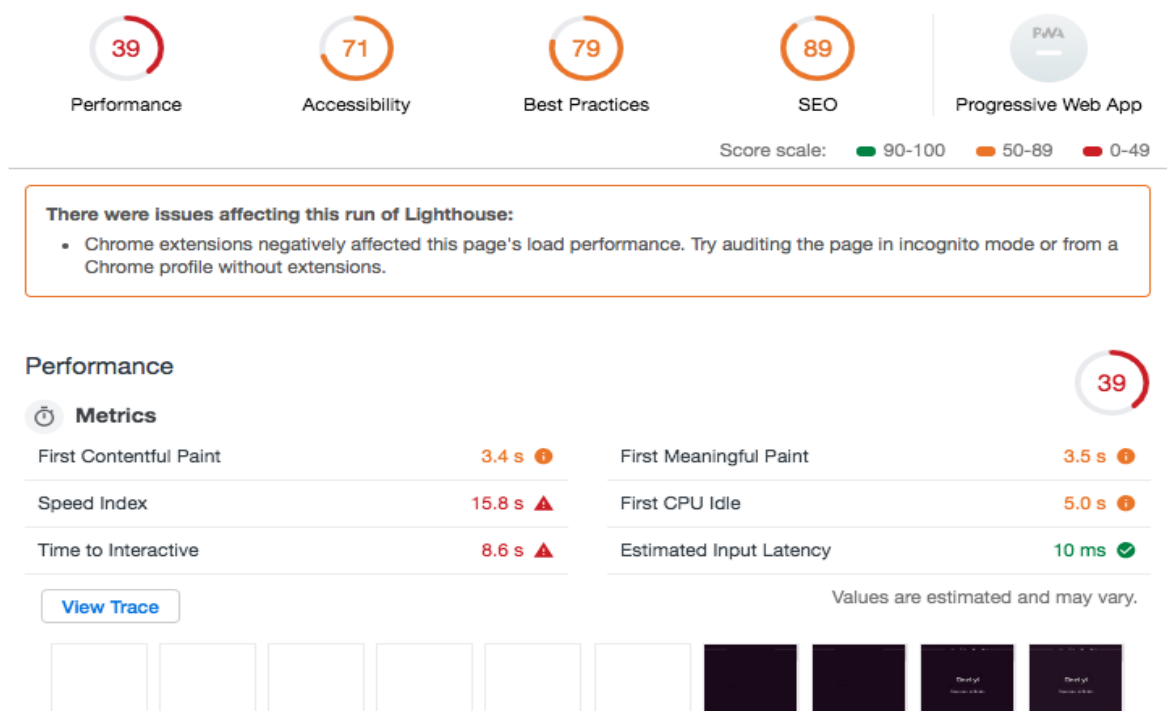 39
71
79
89
PWA
Performance
Accessibility
Best Practices
SEO
Progressive Web App
Score scale: 90-100 50-89 0-49
There were issues affecting this run of Lighthouse:
• Chrome extensions negatively affected this page's load performance. Try auditing the page in incognito mode or from a
Chrome profile without extensions.
Performance
39
Metrics
First Contentful Paint 3.4 s
First Meaningful Paint 3.5 s
Speed Index 15.8 s
First CPU Idle 5.0 s
Time to Interactive 8.6 s
Estimated Input Latency 10 ms
View Trace
Values are estimated and may vary.